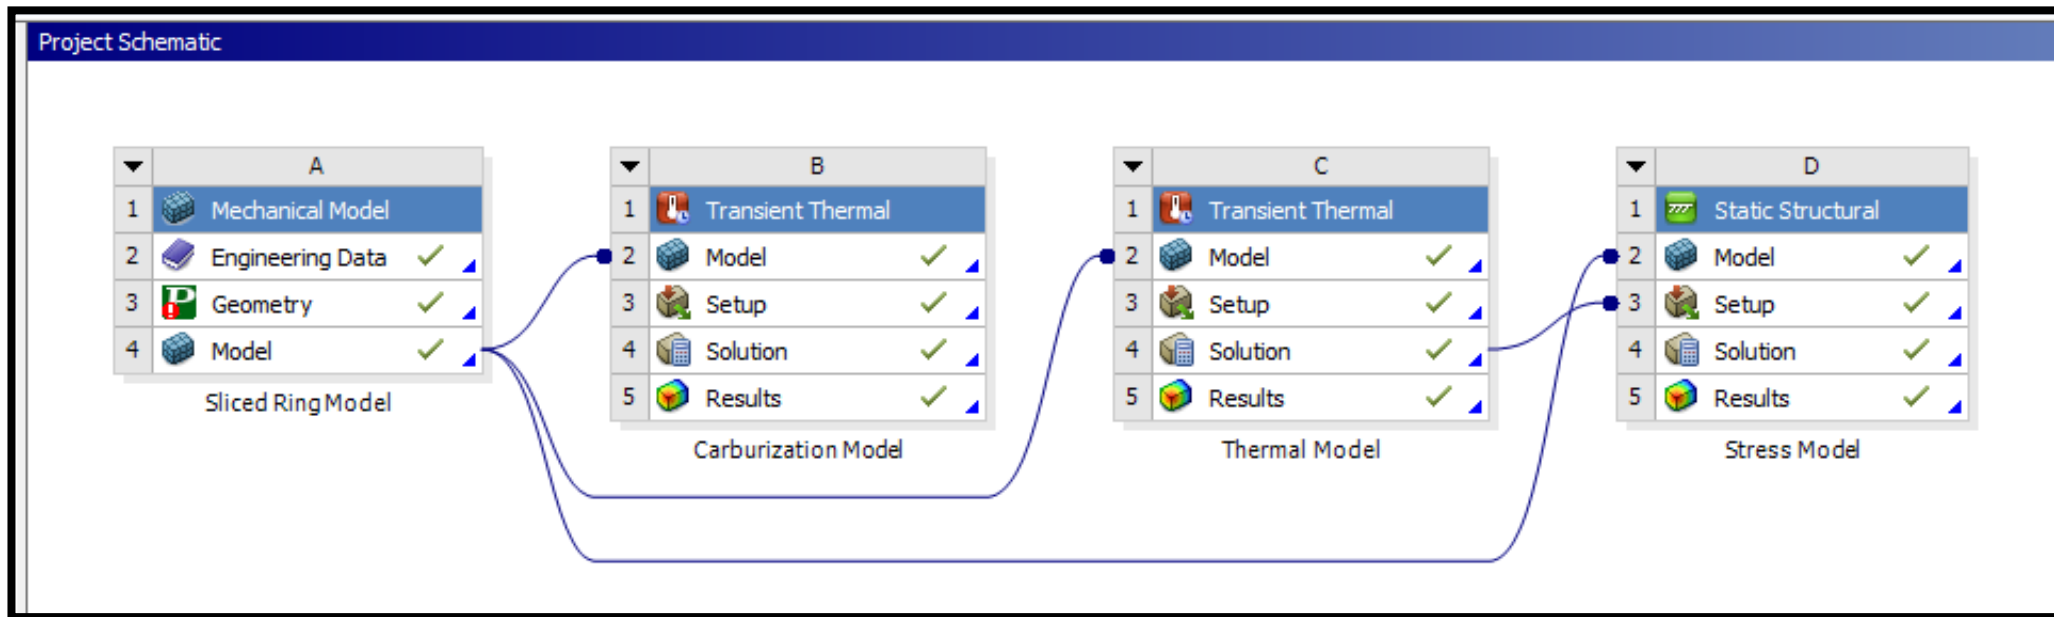 Project Schematic
A
1 Mechanical Model
2 Engineering Data
3 Geometry
4 Model
Sliced Ring Model
B
1 Transient Thermal
2 Model
3 Setup
4 Solution
5 Results
Carburization Model
C
1 Transient Thermal
2 Model
3 Setup
4 Solution
5 Results
Thermal Model
D
1 Static Structural
2 Model
3 Setup
4 Solution
5 Results
Stress Model